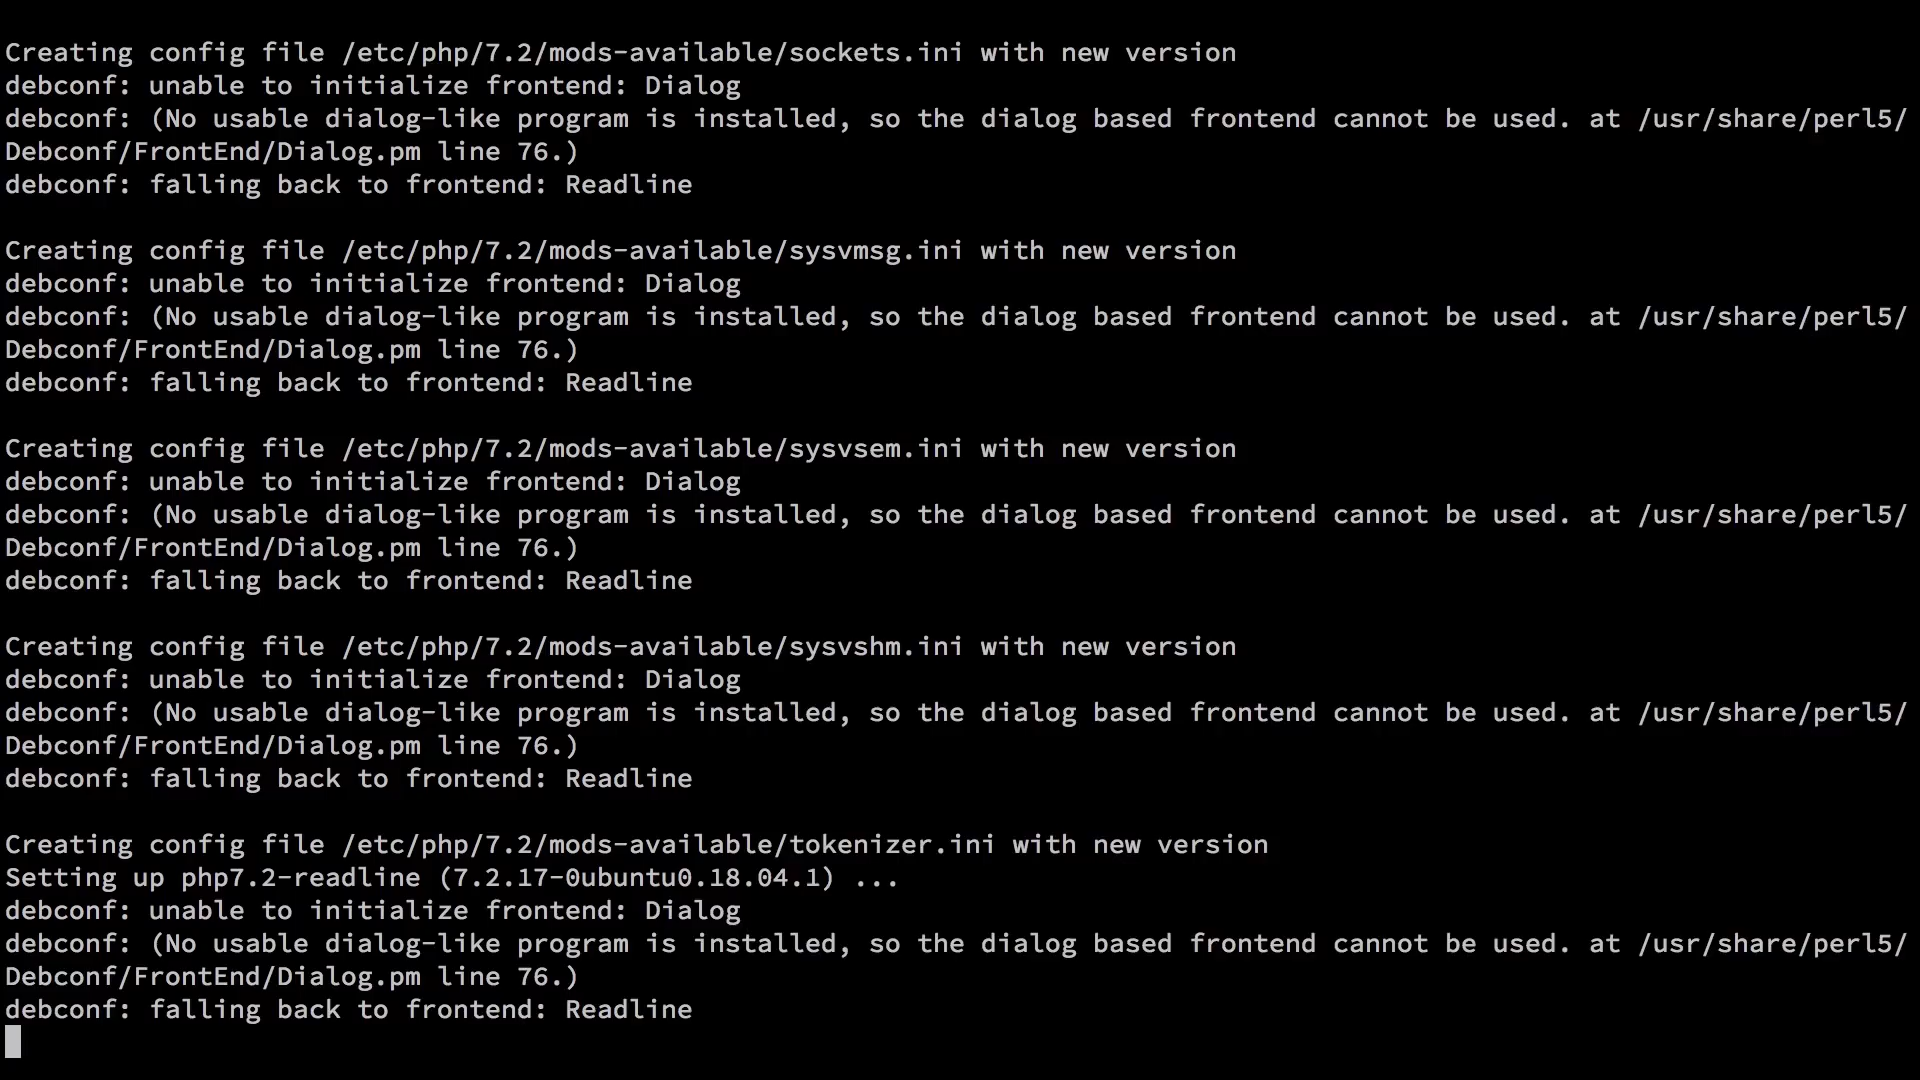 Creating config file /etc/php/7.2/mods-available/sockets.ini with new version
debconf: unable to initialize frontend: Dialog
debconf: (No usable dialog-like program is installed, so the dialog based frontend cannot be used. at /usr/share/perl5/
Debconf/FrontEnd/Dialog.pm line 76.)
debconf: falling back to frontend: Readline
Creating config file /etc/php/7.2/mods-available/sysvmsg.ini with new version
debconf: unable to initialize frontend: Dialog
debconf: (No usable dialog-like program is installed, so the dialog based frontend cannot be used. at /usr/share/perl5/
Debconf/FrontEnd/Dialog.pm line 76.)
debconf: falling back to frontend: Readline
Creating config file /etc/php/7.2/mods-available/sysvsem.ini with new version
debconf: unable to initialize frontend: Dialog
debconf: (No usable dialog-like program is installed, so the dialog based frontend cannot be used. at /usr/share/perl5/
Debconf/FrontEnd/Dialog.pm line 76.)
debconf: falling back to frontend: Readline
Creating config file /etc/php/7.2/mods-available/sysvshm.ini with new version
debconf: unable to initialize frontend: Dialog
debconf: (No usable dialog-like program is installed, so the dialog based frontend cannot be used. at /usr/share/perl5/
Debconf/FrontEnd/Dialog.pm line 76.)
debconf: falling back to frontend: Readline
Creating config file /etc/php/7.2/mods-available/tokenizer.ini with new version
Setting up php7.2-readline (7.2.17-0ubuntu0.18.04.1) ...
debconf: unable to initialize frontend: Dialog
debconf: (No usable dialog-like program is installed, so the dialog based frontend cannot be used. at /usr/share/perl5/
Debconf/FrontEnd/Dialog.pm line 76.)
debconf: falling back to frontend: Readline